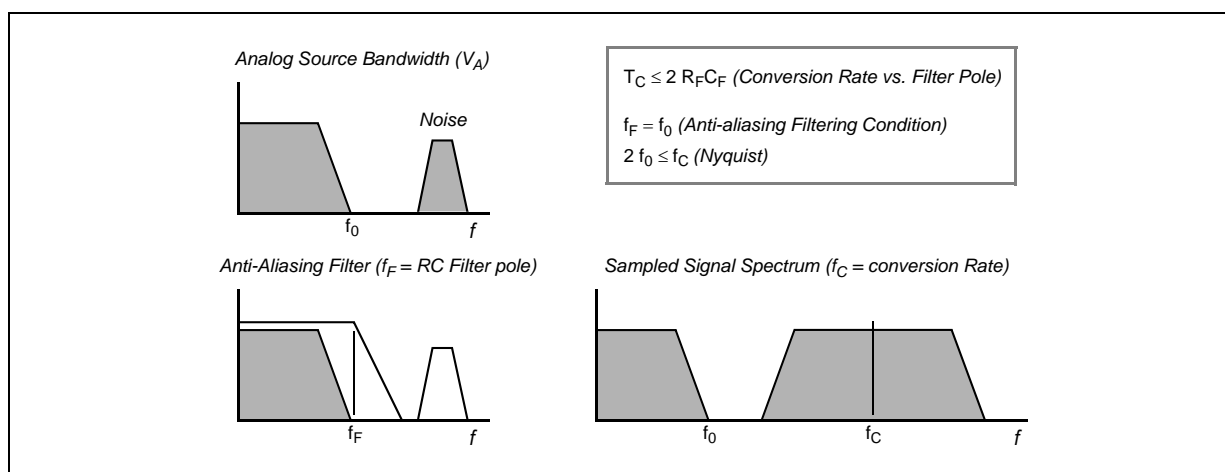 Analog Source Bandwidth (V_A)
Noise
f_0
f
T_C ≤ 2 R_FC_F (Conversion Rate vs. Filter Pole)
f_F = f_0 (Anti-aliasing Filtering Condition)
2 f_0 ≤ f_C (Nyquist)
Anti-Aliasing Filter (f_F = RC Filter pole)
f_F
f
Sampled Signal Spectrum (f_C = conversion Rate)
f_0
f_C
f